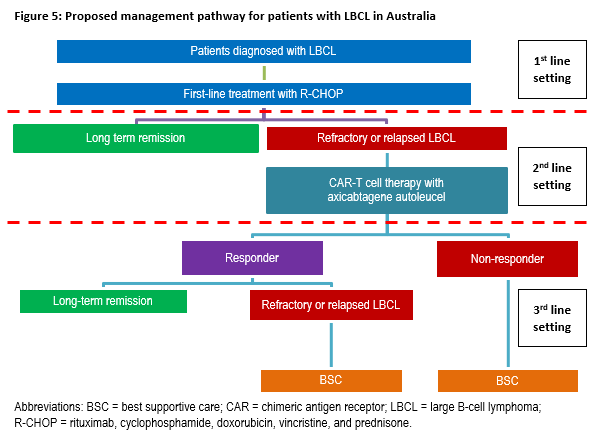 Figure 5: Proposed management pathway for patients with LBCL in Australia
Patients diagnosed with LBCL
1st line
setting
First-line treatment with R-CHOP
Long term remission
Refractory or relapsed LBCL
2nd line
setting
CAR-T cell therapy with
axicabtagene autoleucel
Responder
Non-responder
Long-term remission
Refractory or relapsed LBCL
3rd line
setting
BSC
BSC
Abbreviations: BSC = best supportive care; CAR = chimeric antigen receptor; LBCL = large B-cell lymphoma;
R-CHOP = rituximab, cyclophosphamide, doxorubicin, vincristine, and prednisone.